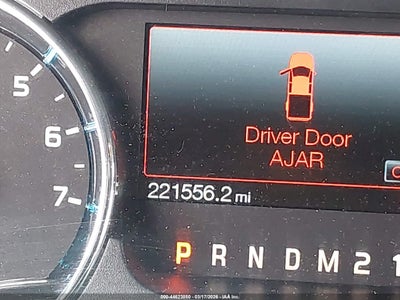 5
6
7
Driver Door
AJAR
221556.2 mi
P R N D M 2 1